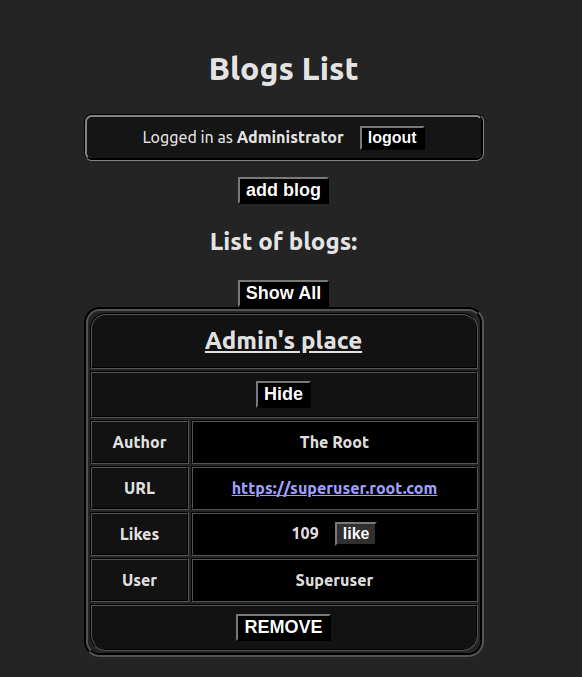 Blogs List
Logged in as Administrator logout
add blog
List of blogs:
Show All
Admin's place
Hide
Author The Root
URL https://superuser.root.com
Likes 109 like
User Superuser
REMOVE